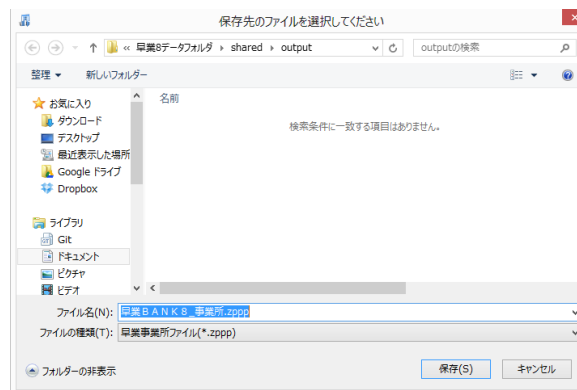 保存先のファイルを選択してください
« 早業8データフォルダ ▸ shared ▸ output
outputの検索
整理 ▼ 新しいフォルダー
お気に入り
ダウンロード
デスクトップ
最近表示した場所
Google ドライブ
Dropbox
ライブラリ
Git
ドキュメント
ピクチャ
ビデオ
名前
検索条件に一致する項目はありません。
ファイル名(N): 早業ＢＡＮＫ８_事業所.zppp
ファイルの種類(T): 早業事業所ファイル(*.zppp)
フォルダーの非表示
保存(S) キャンセル